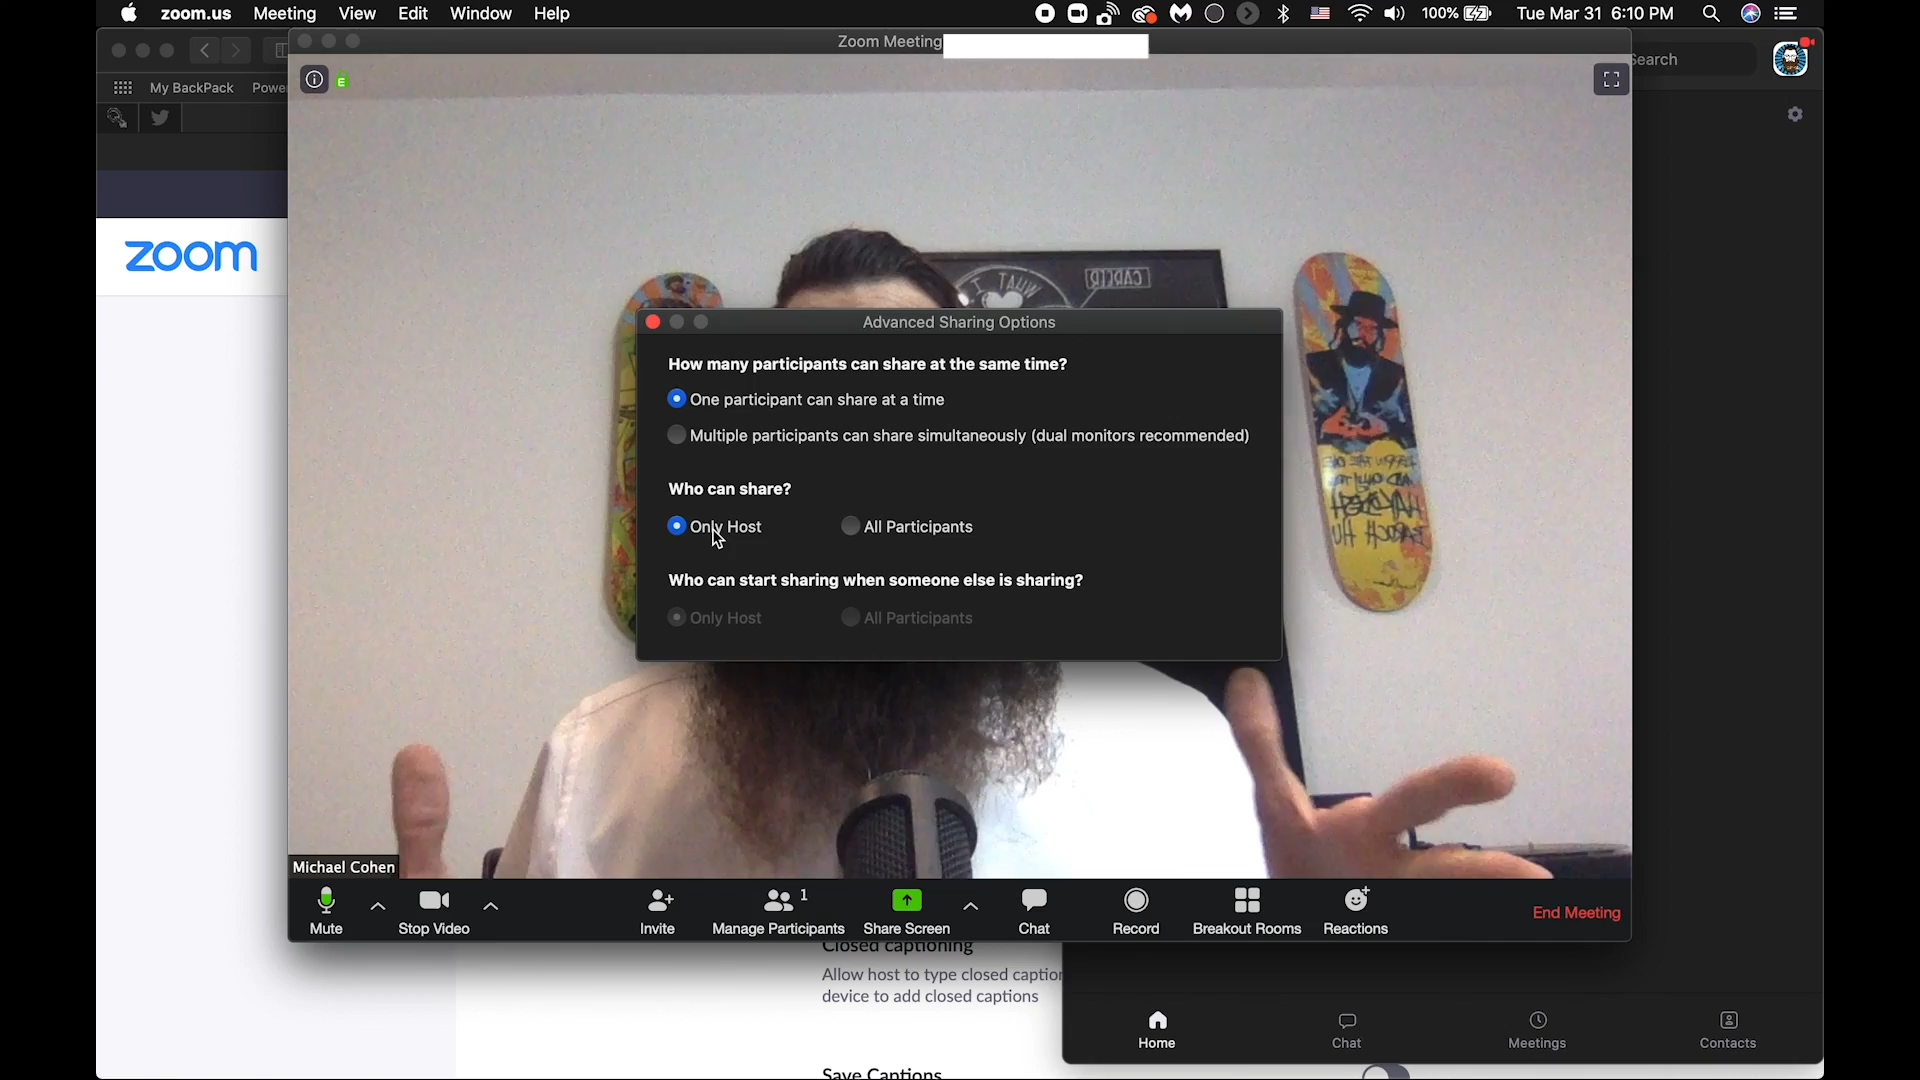 zoom.us Meeting View Edit Window Help
100% Tue Mar 31 6:10 PM
Zoom Meeting
Search
My BackPack
E
zoom
WHAT I
Advanced Sharing Options
How many participants can share at the same time?
One participant can share at a time
Multiple participants can share simultaneously (dual monitors recommended)
Who can share?
Only Host All Participants
Who can start sharing when someone else is sharing?
Only Host All Participants
Michael Cohen
Mute Stop Video Invite Manage Participants 1 Share Screen Chat Record Breakout Rooms Reactions End Meeting
Closed captioning
Allow host to type closed
device to add closed captions
Save Captions
Home Chat Meetings Contacts